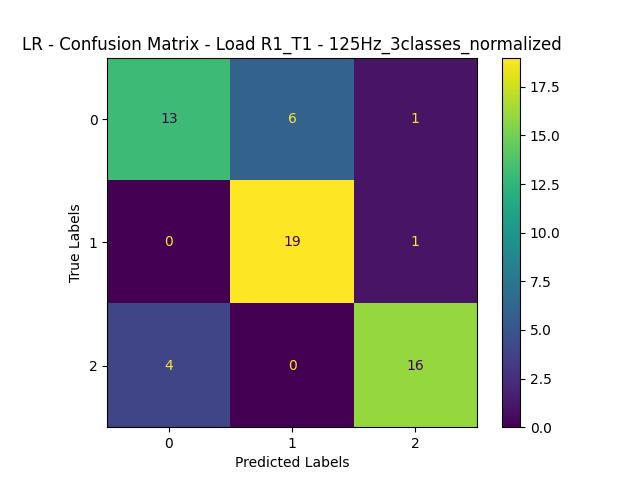 LR - Confusion Matrix - Load R1_T1 - 125Hz_3classes_normalized
0 13 6 1
1 0 19 1
2 4 0 16
0 1 2
True Labels
Predicted Labels
17.5
15.0
12.5
10.0
7.5
5.0
2.5
0.0